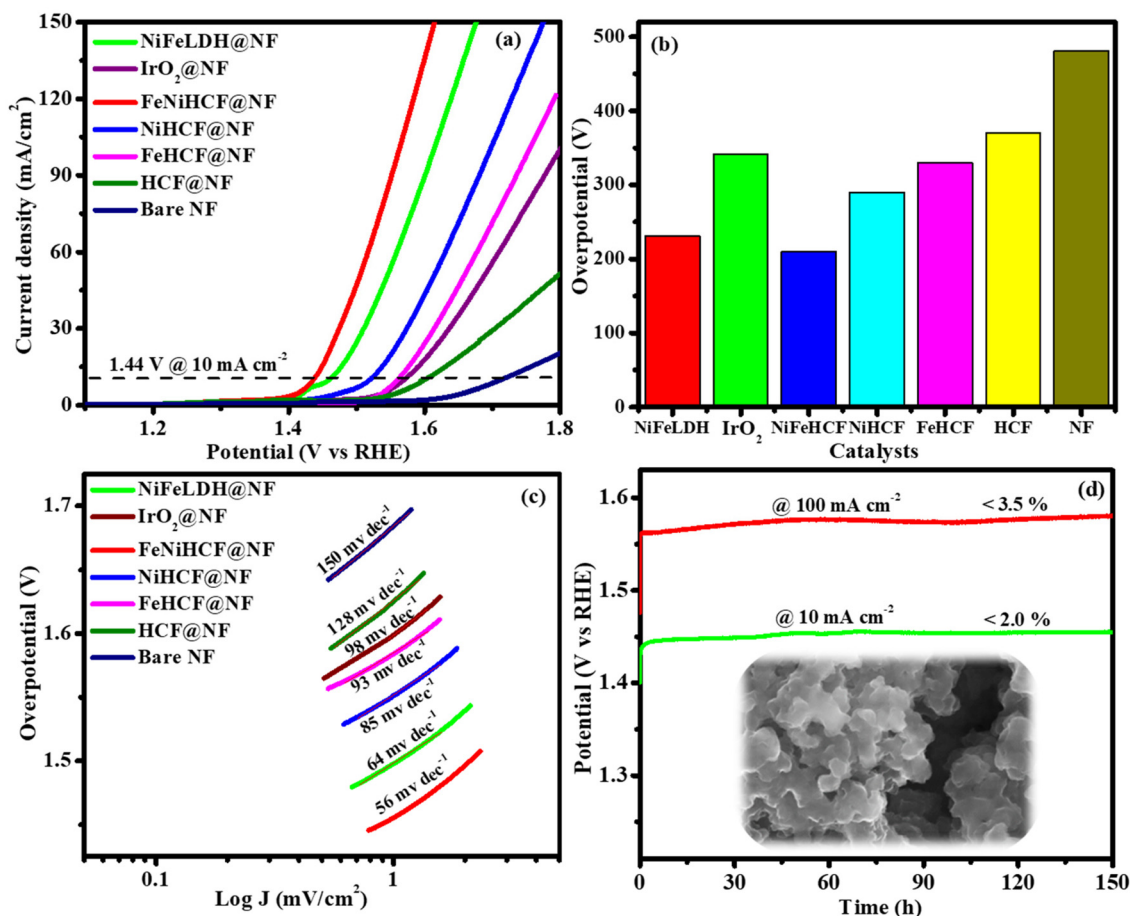 (a)
NiFeLDH@NF
IrO₂@NF
FeNiHCF@NF
NiHCF@NF
FeHCF@NF
HCF@NF
Bare NF
1.44 V @ 10 mA cm⁻²
150
120
90
60
30
0
1.2
1.4
1.6
1.8
Current density (mA/cm²)
Potential (V vs RHE)
(b)
500
400
300
200
100
0
Overpotential (V)
NiFeLDH
IrO₂
NiFeHCF
NiHCF
FeHCF
HCF
NF
Catalysts
(c)
NiFeLDH@NF
IrO₂@NF
FeNiHCF@NF
NiHCF@NF
FeHCF@NF
HCF@NF
Bare NF
150 mv dec⁻¹
128 mv dec⁻¹
98 mv dec⁻¹
93 mv dec⁻¹
85 mv dec⁻¹
64 mv dec⁻¹
56 mv dec⁻¹
1.7
1.6
1.5
0.1
1
Overpotential (V)
Log J (mV/cm²)
(d)
@ 100 mA cm⁻²
< 3.5 %
@ 10 mA cm⁻²
< 2.0 %
1.6
1.5
1.4
1.3
0
30
60
90
120
150
Potential (V vs RHE)
Time (h)